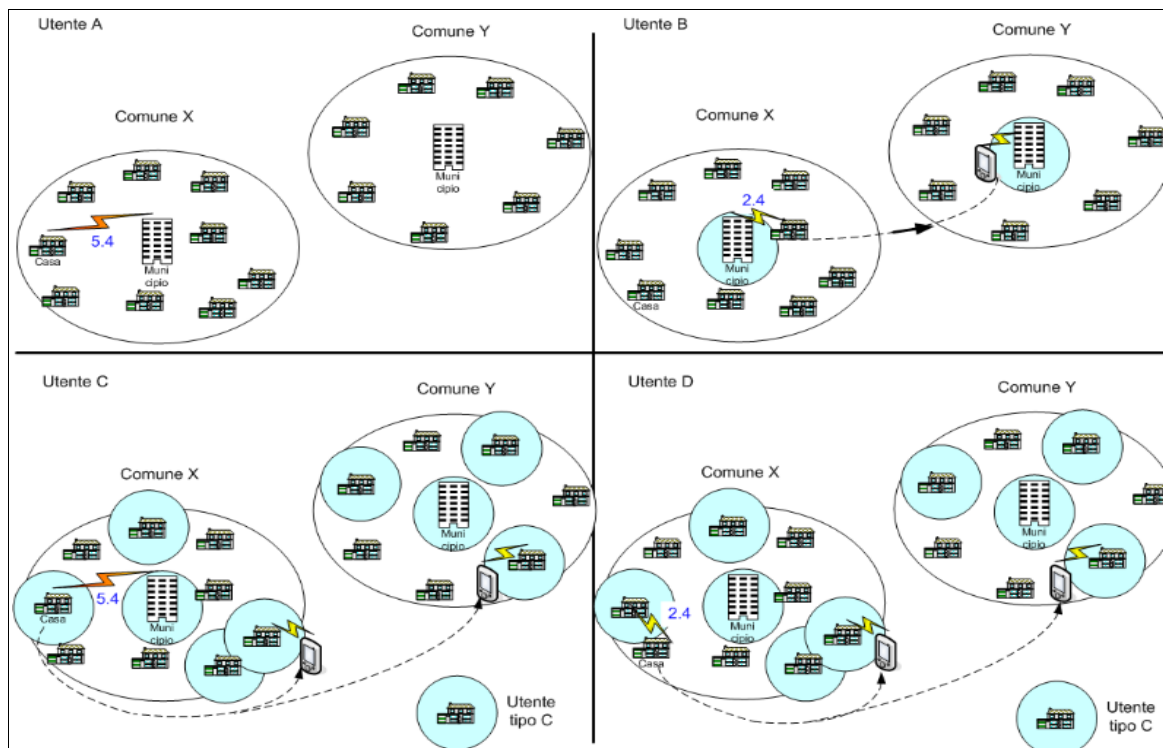 Utente A
Comune Y
Comune X
Muni
cipio
5.4
Casa
Muni
cipio
Utente B
Comune Y
Comune X
Muni
cipio
2.4
Muni
cipio
Casa
Utente C
Comune Y
Comune X
Muni
cipio
5.4
Casa
Muni
cipio
Utente
tipo C
Utente D
Comune Y
Comune X
Muni
cipio
2.4
Muni
cipio
Casa
Utente
tipo C